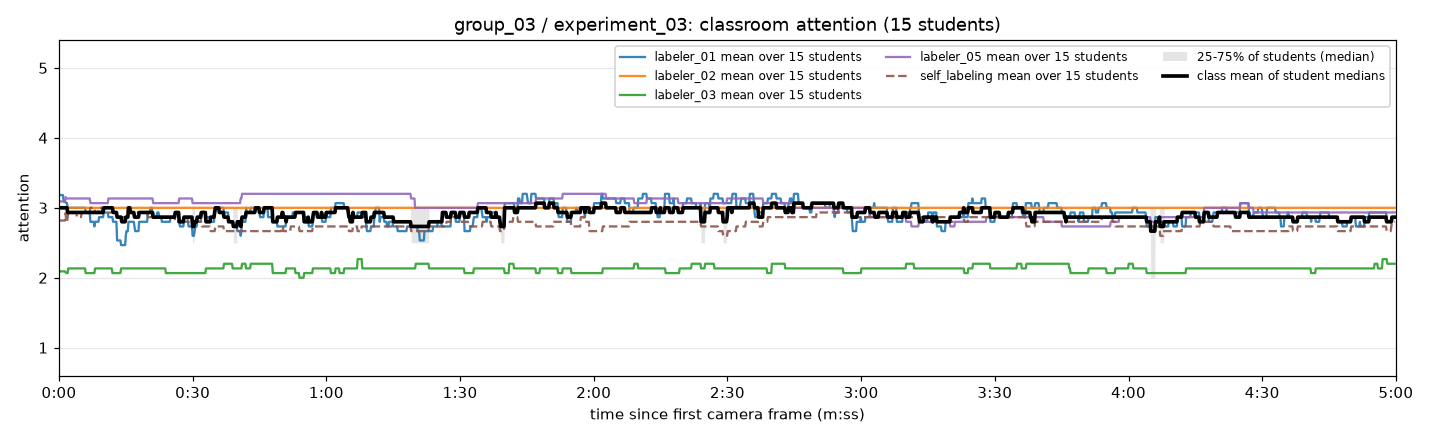 group_03 / experiment_03: classroom attention (15 students)
labeler_01 mean over 15 students
labeler_02 mean over 15 students
labeler_03 mean over 15 students
labeler_05 mean over 15 students
self_labeling mean over 15 students
25-75% of students (median)
class mean of student medians
attention
5
4
3
2
1
0:00 0:30 1:00 1:30 2:00 2:30 3:00 3:30 4:00 4:30 5:00
time since first camera frame (m:ss)